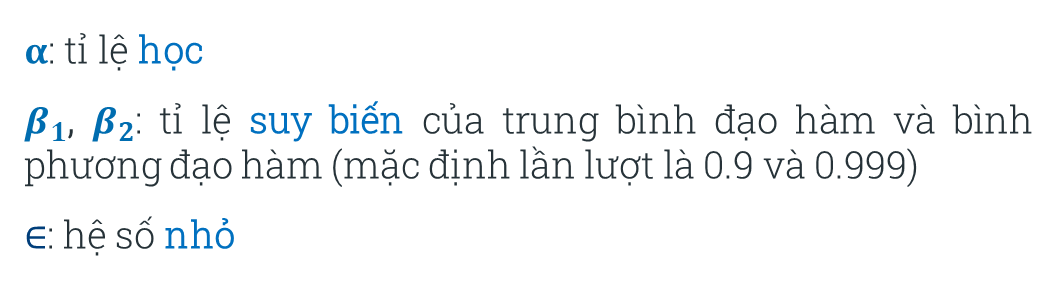 α: tỉ lệ học
β₁, β₂: tỉ lệ suy biến của trung bình đạo hàm và bình
phương đạo hàm (mặc định lần lượt là 0.9 và 0.999)
∈: hệ số nhỏ